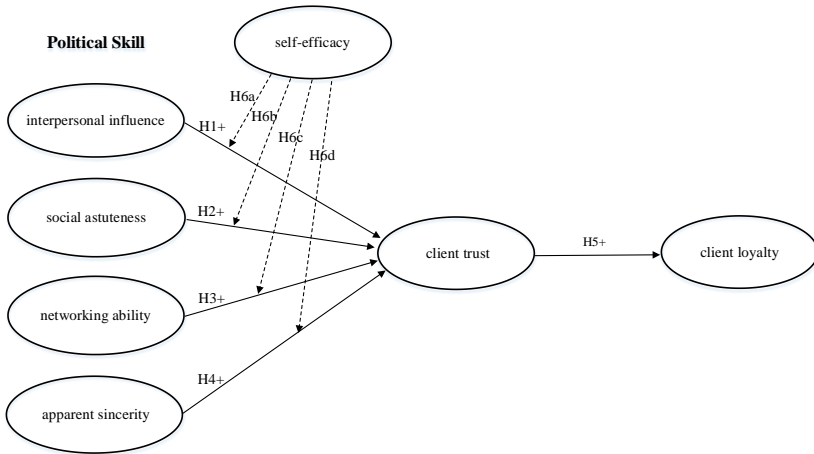 Political Skill
self-efficacy
interpersonal influence
H6a
H6b
H1+
H6c
H6d
social astuteness
H2+
client trust
H5+
client loyalty
networking ability
H3+
H4+
apparent sincerity